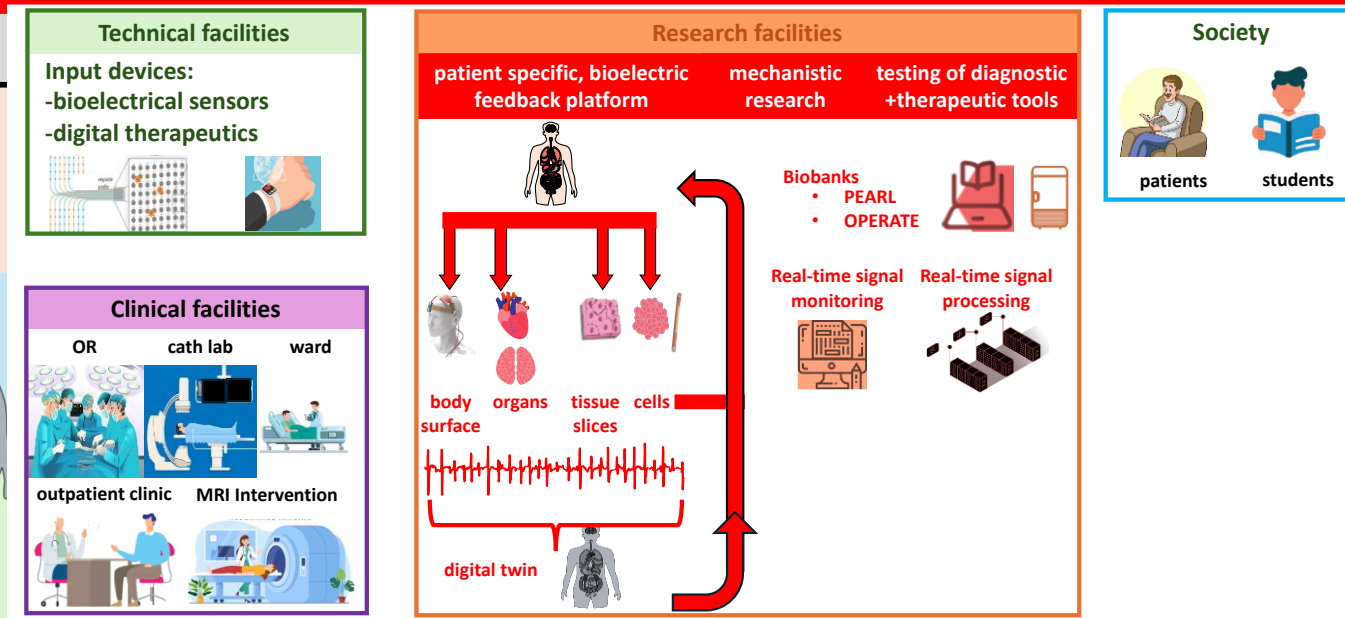 Technical facilities
Input devices:
-bioelectrical sensors
-digital therapeutics
Clinical facilities
OR
cath lab
ward
outpatient clinic
MRI Intervention
Research facilities
patient specific, bioelectric
feedback platform
mechanistic
research
testing of diagnostic
+therapeutic tools
body
surface
organs
tissue
slices
cells
digital twin
Biobanks
• PEARL
• OPERATE
Real-time signal
monitoring
Real-time signal
processing
Society
patients
students